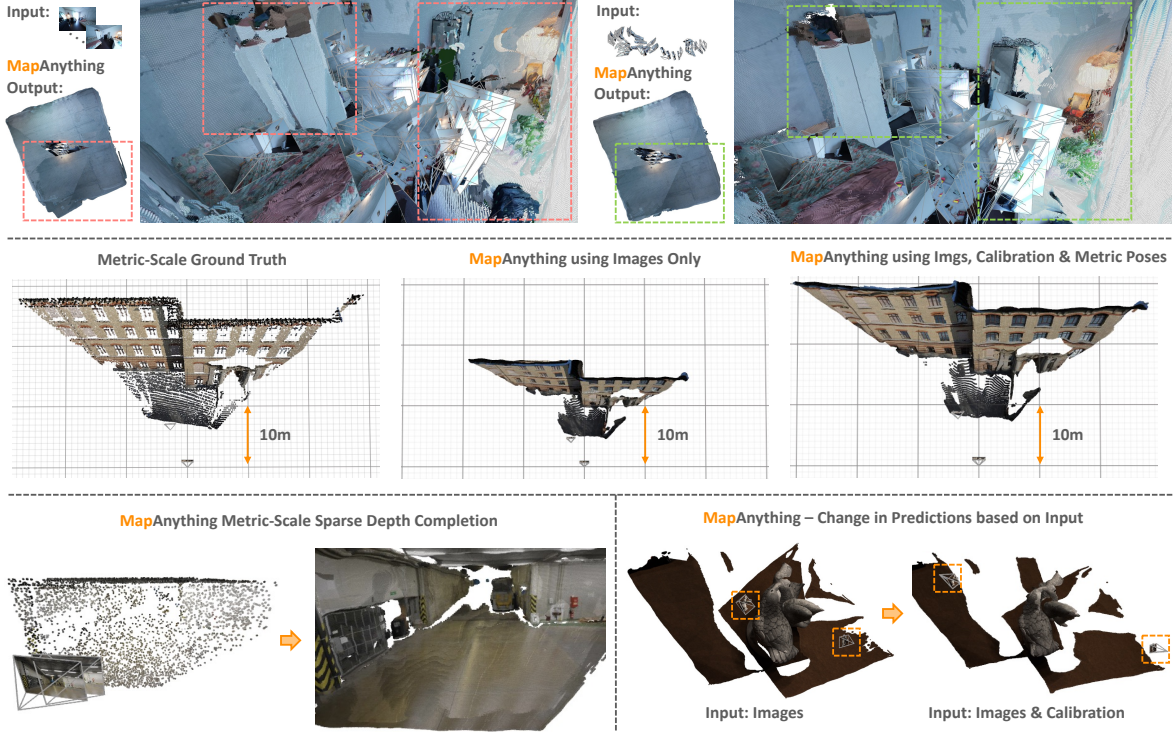 Input:
MapAnything
Output:
Input:
MapAnything
Output:
Metric-Scale Ground Truth
MapAnything using Images Only
MapAnything using Imgs, Calibration & Metric Poses
10m
10m
10m
MapAnything Metric-Scale Sparse Depth Completion
MapAnything – Change in Predictions based on Input
Input: Images
Input: Images & Calibration